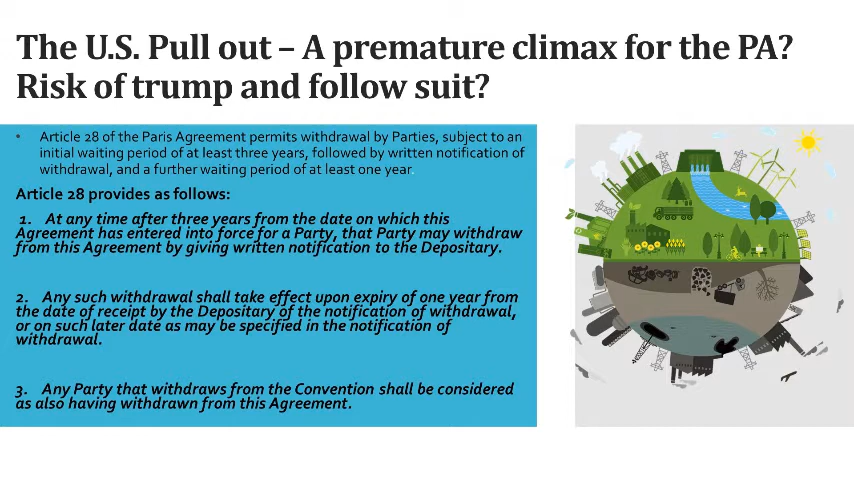 The U.S. Pull out – A premature climax for the PA?
Risk of trump and follow suit?
• Article 28 of the Paris Agreement permits withdrawal by Parties, subject to an
initial waiting period of at least three years, followed by written notification of
withdrawal, and a further waiting period of at least one year.
Article 28 provides as follows:
1. At any time after three years from the date on which this
Agreement has entered into force for a Party, that Party may withdraw
from this Agreement by giving written notification to the Depositary.
2. Any such withdrawal shall take effect upon expiry of one year from
the date of receipt by the Depositary of the notification of withdrawal,
or on such later date as may be specified in the notification of
withdrawal.
3. Any Party that withdraws from the Convention shall be considered
as also having withdrawn from this Agreement.